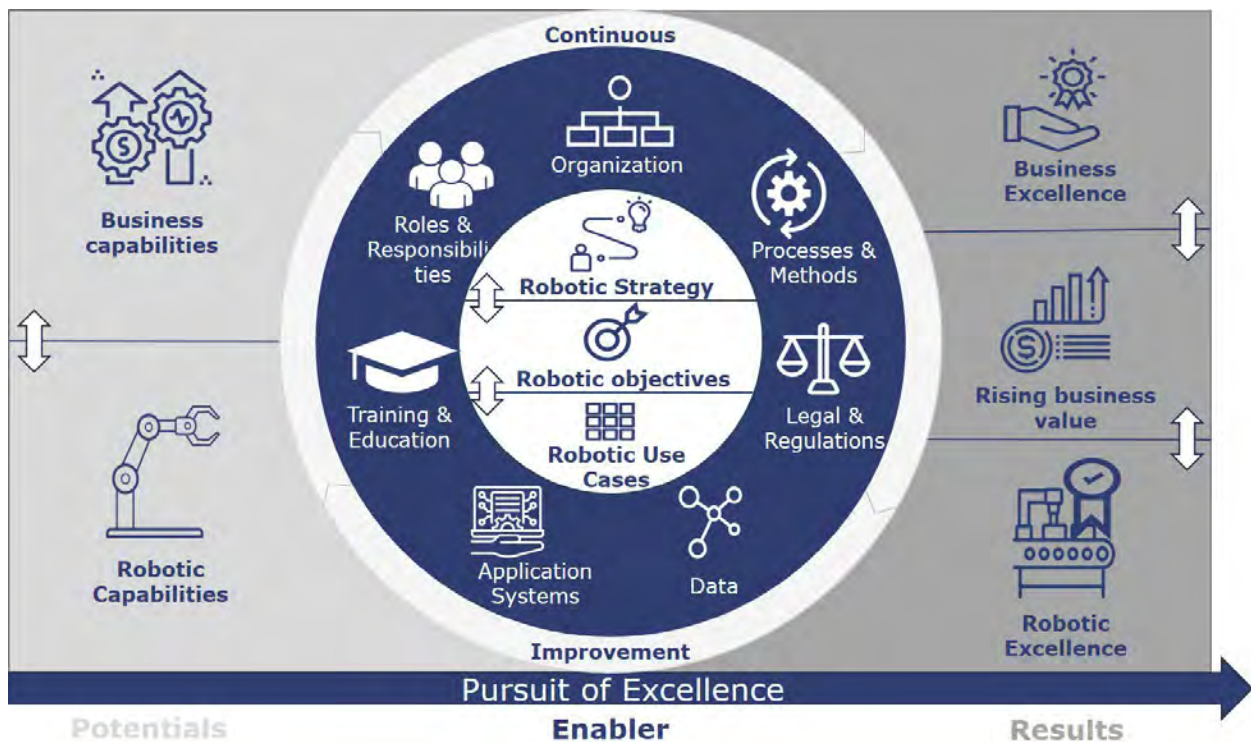 Continuous
Business
capabilities
Robotic
Capabilities
Organization
Roles &
Responsibili
ties
Processes &
Methods
Training &
Education
Legal &
Regulations
Application
Systems
Data
Robotic Strategy
Robotic objectives
Robotic Use
Cases
Improvement
Business
Excellence
Rising business
value
Robotic
Excellence
Pursuit of Excellence
Potentials
Enabler
Results